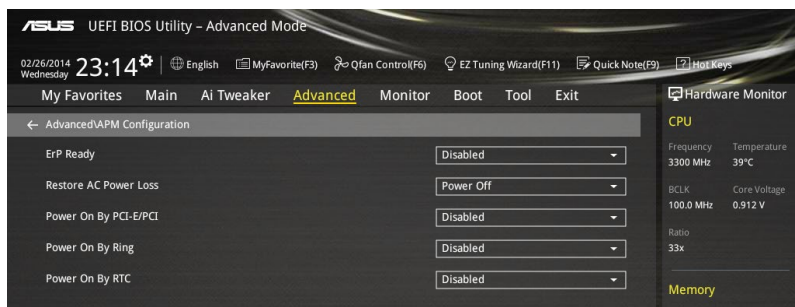 ASUS UEFI BIOS Utility – Advanced Mode
02/26/2014
Wednesday
23:14
English
MyFavorite(F3)
Qfan Control(F6)
EZ Tuning Wizard(F11)
Quick Note(F9)
? Hot Keys
My Favorites
Main
Ai Tweaker
Advanced
Monitor
Boot
Tool
Exit
← Advanced\APM Configuration
ErP Ready Disabled
Restore AC Power Loss Power Off
Power On By PCI-E/PCI Disabled
Power On By Ring Disabled
Power On By RTC Disabled
Hardware Monitor
CPU
Frequency Temperature
3300 MHz 39°C
BCLK Core Voltage
100.0 MHz 0.912 V
Ratio
33x
Memory